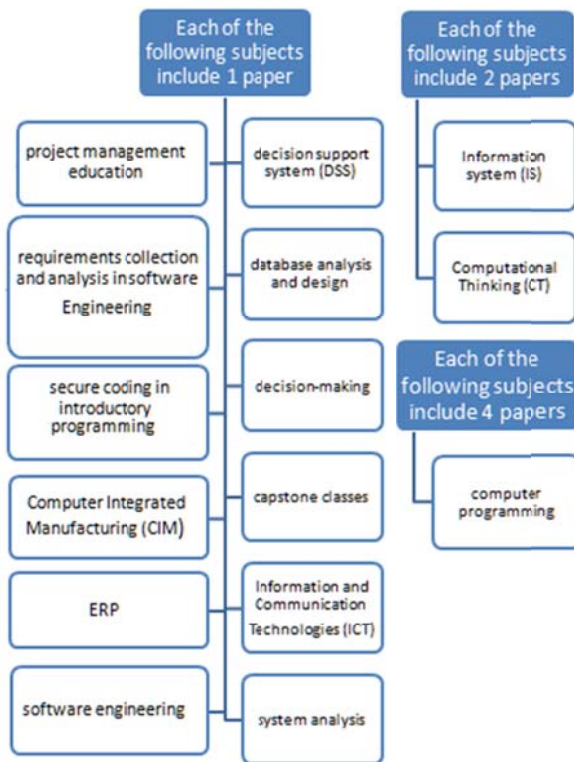 Each of the
following subjects
include 1 paper
project management
education
decision support
system (DSS)
requirements collection
and analysis in software
Engineering
database analysis
and design
secure coding in
introductory
programming
decision-making
Computer Integrated
Manufacturing (CIM)
capstone classes
ERP
Information and
Communication
Technologies (ICT)
software engineering
system analysis
Each of the
following subjects
include 2 papers
Information
system (IS)
Computational
Thinking (CT)
Each of the
following subjects
include 4 papers
computer
programming